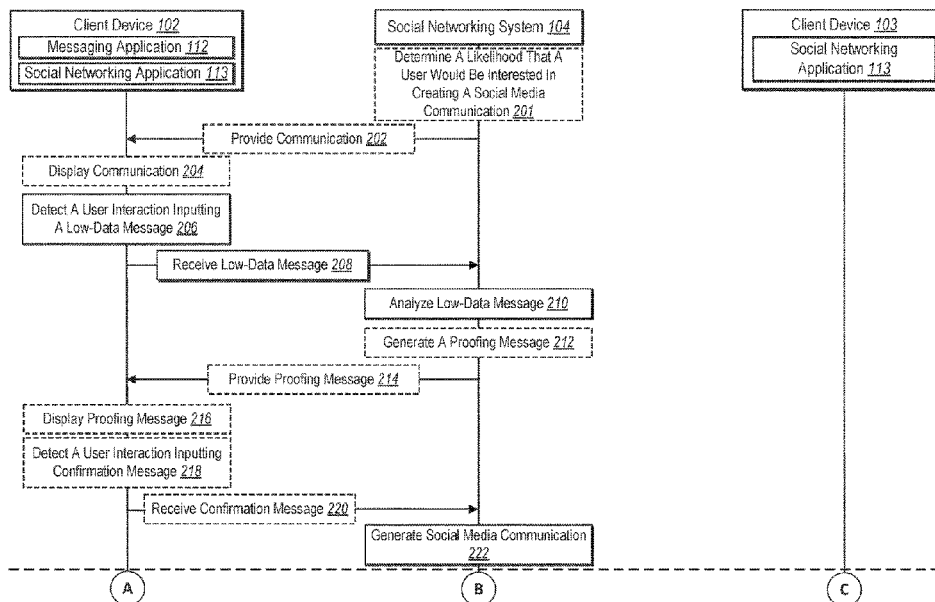 Client Device 102
Messaging Application 112
Social Networking Application 113
Social Networking System 104
Determine A Likelihood That A
User Would Be Interested In
Creating A Social Media
Communication 201
Client Device 103
Social Networking
Application 113
Provide Communication 202
Display Communication 204
Detect A User Interaction Inputting
A Low-Data Message 206
Receive Low-Data Message 208
Analyze Low-Data Message 210
Generate A Proofing Message 212
Provide Proofing Message 214
Display Proofing Message 216
Detect A User Interaction Inputting
Confirmation Message 218
Receive Confirmation Message 220
Generate Social Media Communication
222
A
B
C